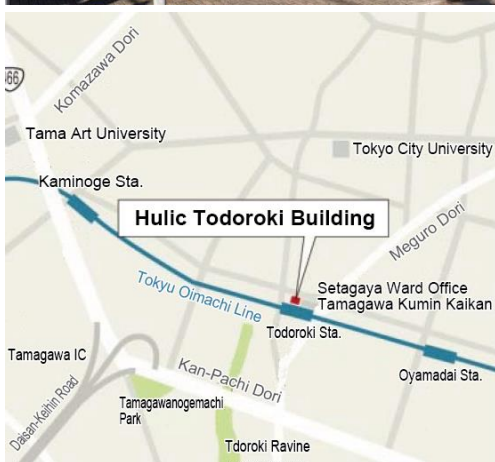 Komazawa Dori
466
Tama Art University
Tokyo City University
Kaminoge Sta.
Hulic Todoroki Building
Meguro Dori
Tokyu Oimachi Line
Setagaya Ward Office
Tamagawa Kumin Kaikan
Todoroki Sta.
Tamagawa IC
Kan-Pachi Dori
Oyamadai Sta.
Daisan-Keihin Road
Tamagawanogemachi
Park
Tdoroki Ravine